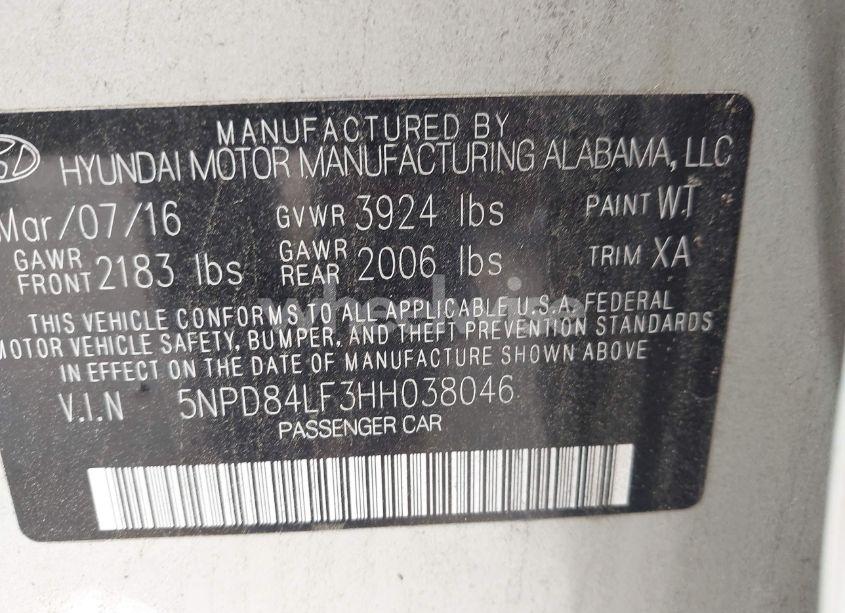 MANUFACTURED BY
HYUNDAI MOTOR MANUFACTURING ALABAMA, LLC
Mar/07/16 GVWR 3924 lbs PAINT WT
GAWR FRONT 2183 lbs GAWR REAR 2006 lbs TRIM XA
THIS VEHICLE CONFORMS TO ALL APPLICABLE U.S.A. FEDERAL
MOTOR VEHICLE SAFETY, BUMPER, AND THEFT PREVENTION STANDARDS
IN EFFECT ON THE DATE OF MANUFACTURE SHOWN ABOVE
V.I.N 5NPD84LF3HH038046
PASSENGER CAR